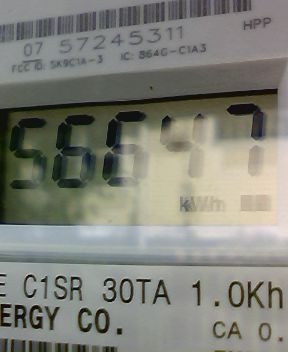 07 57245311
HPP
FCC ID: SK9C1A-3 IC: 864G-C1A3
56647
kWh
E C1SR 30TA 1.0Kh
ERGY CO.
CA 0.